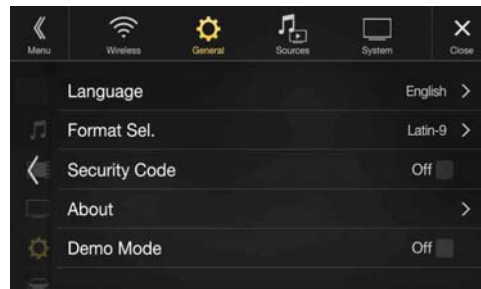 Menu Wireless General Sources System Close
Language English
Format Sel. Latin-9
Security Code Off
About
Demo Mode Off